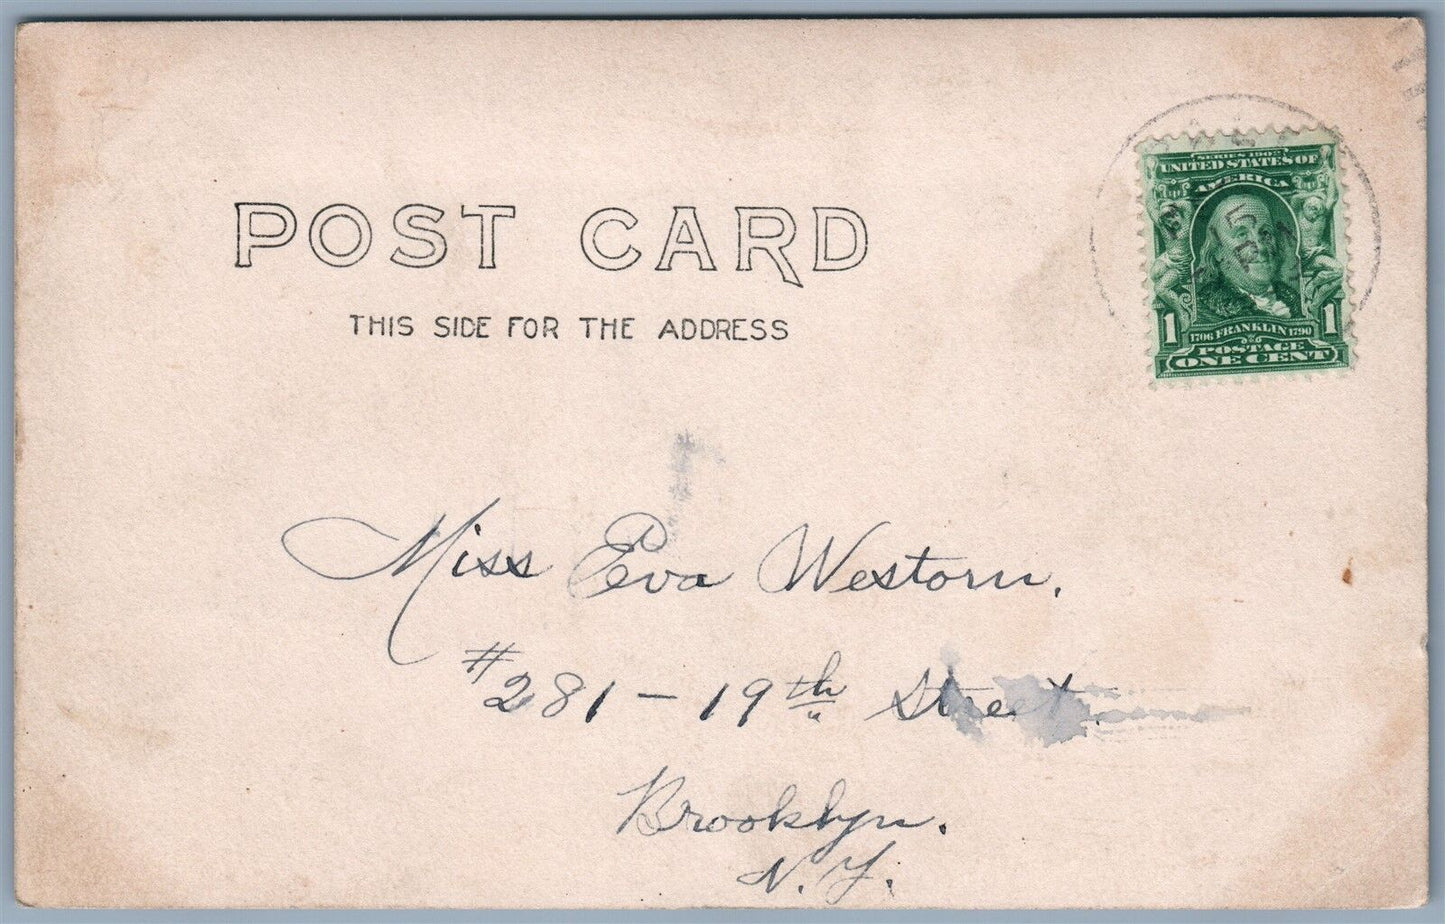 POST CARD
THIS SIDE FOR THE ADDRESS
SERIES 1902
UNITED STATES OF
AMERICA
1 1
1706 FRANKLIN 1790
POSTAGE
ONE CENT
Miss Eva Western.
#281 – 19th Street.
Brooklyn.
N.Y.